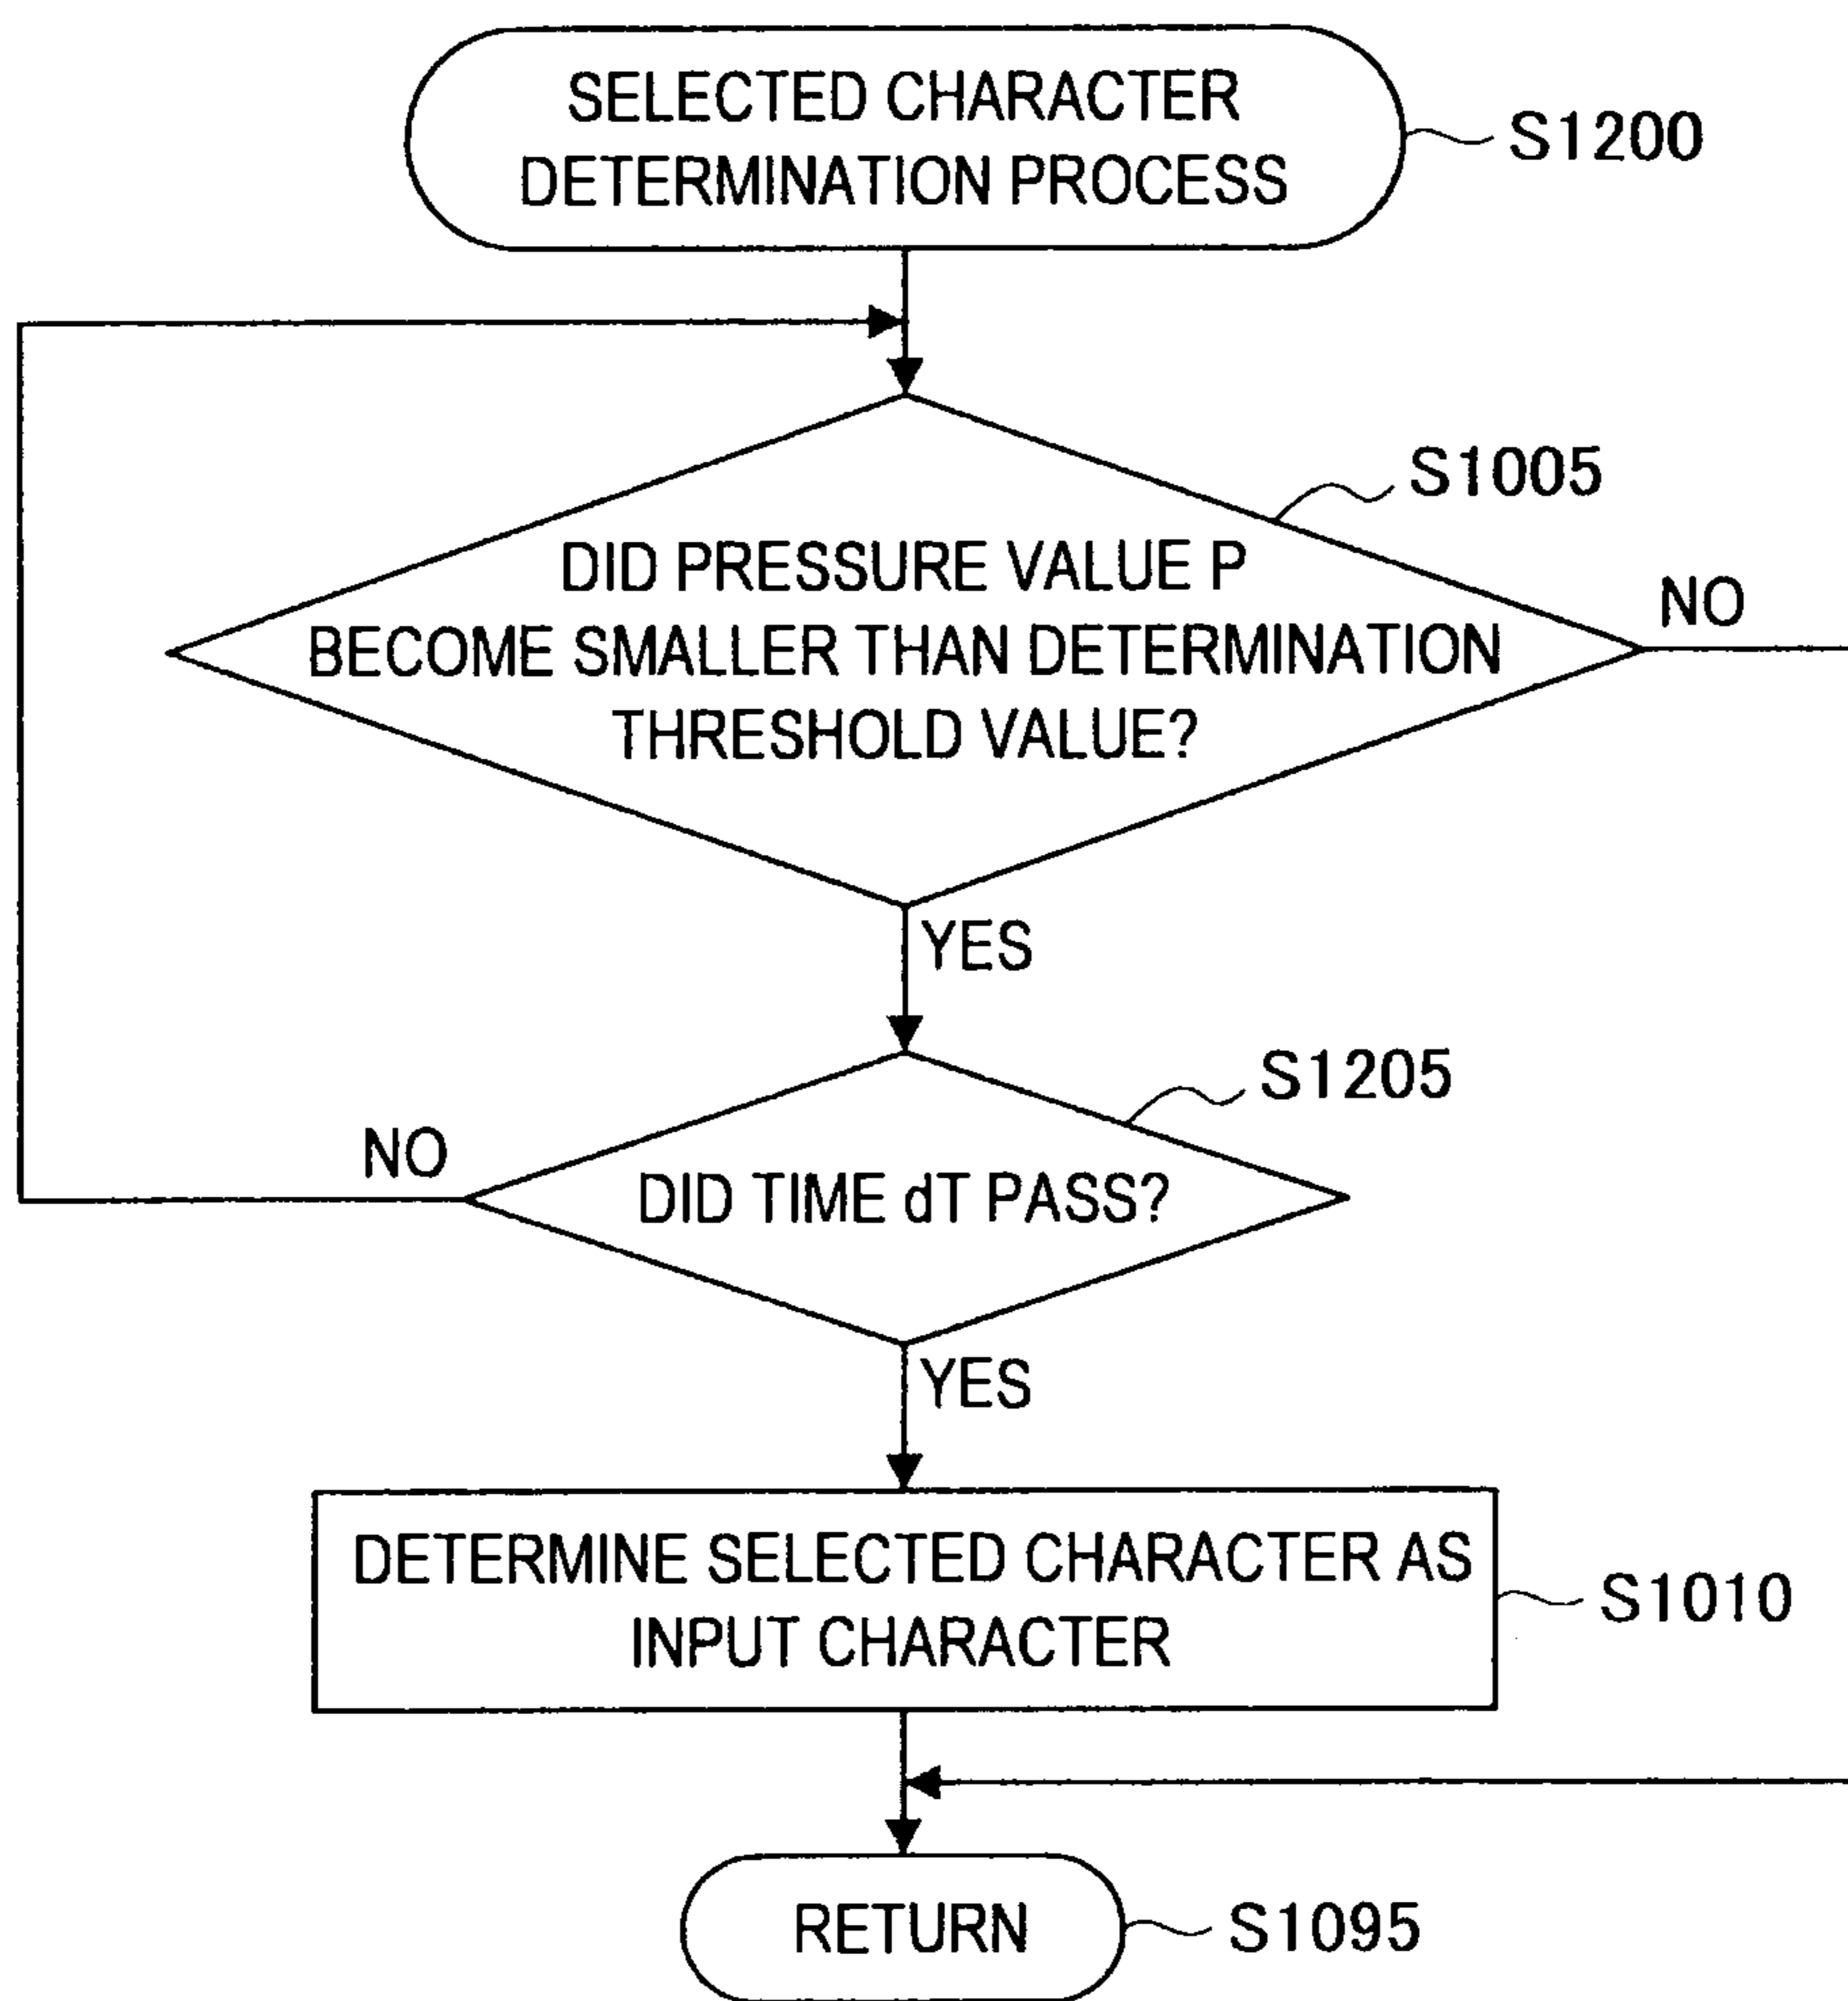 SELECTED CHARACTER
DETERMINATION PROCESS
S1200
S1005
DID PRESSURE VALUE P
BECOME SMALLER THAN DETERMINATION
THRESHOLD VALUE?
NO
YES
S1205
NO
DID TIME dT PASS?
YES
DETERMINE SELECTED CHARACTER AS
INPUT CHARACTER
S1010
RETURN
S1095